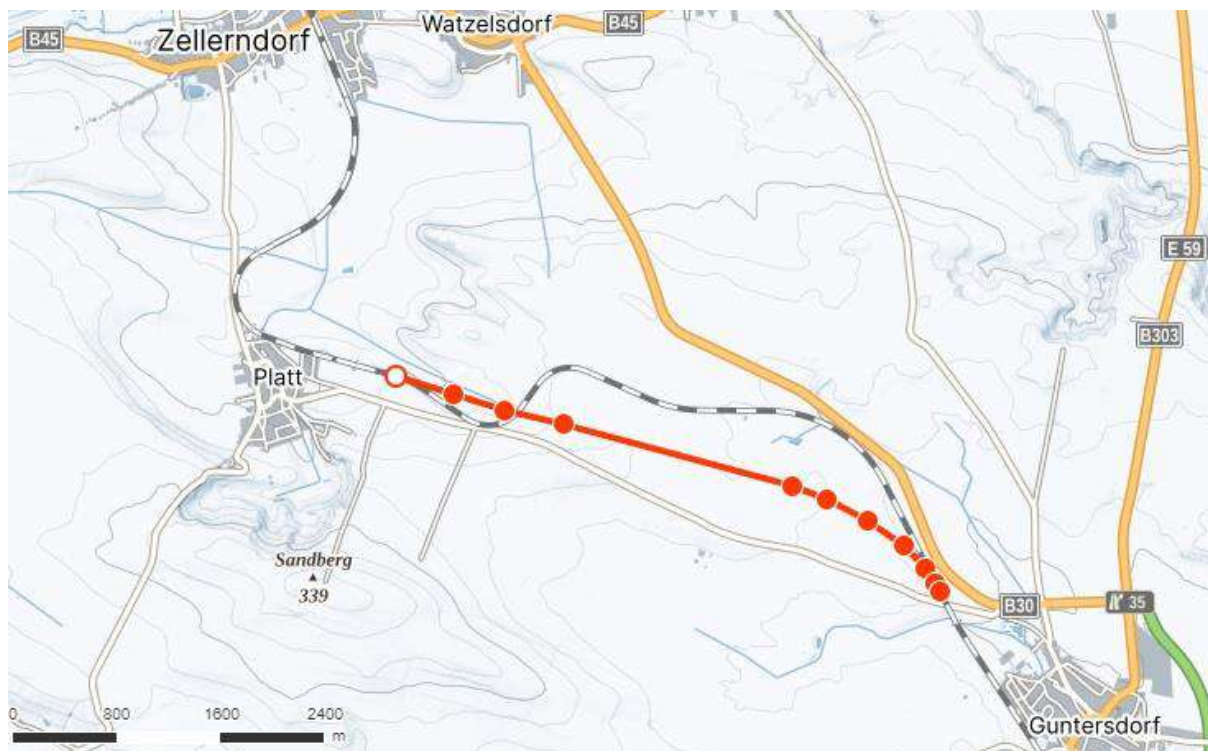 Watzelsdorf
B45
B45
Zellerndorf
E 59
B303
Platt
Sandberg
339
B30
35
Guntersdorf
0 800 1600 2400
m